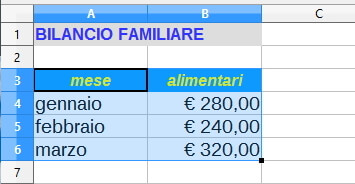 A B C
1 BILANCIO FAMILIARE
2
3 mese alimentari
4 gennaio € 280,00
5 febbraio € 240,00
6 marzo € 320,00
7